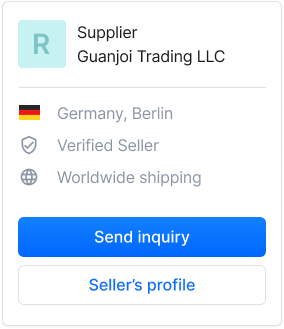 R
Supplier
Guanjoi Trading LLC
Germany, Berlin
Verified Seller
Worldwide shipping
Send inquiry
Seller’s profile